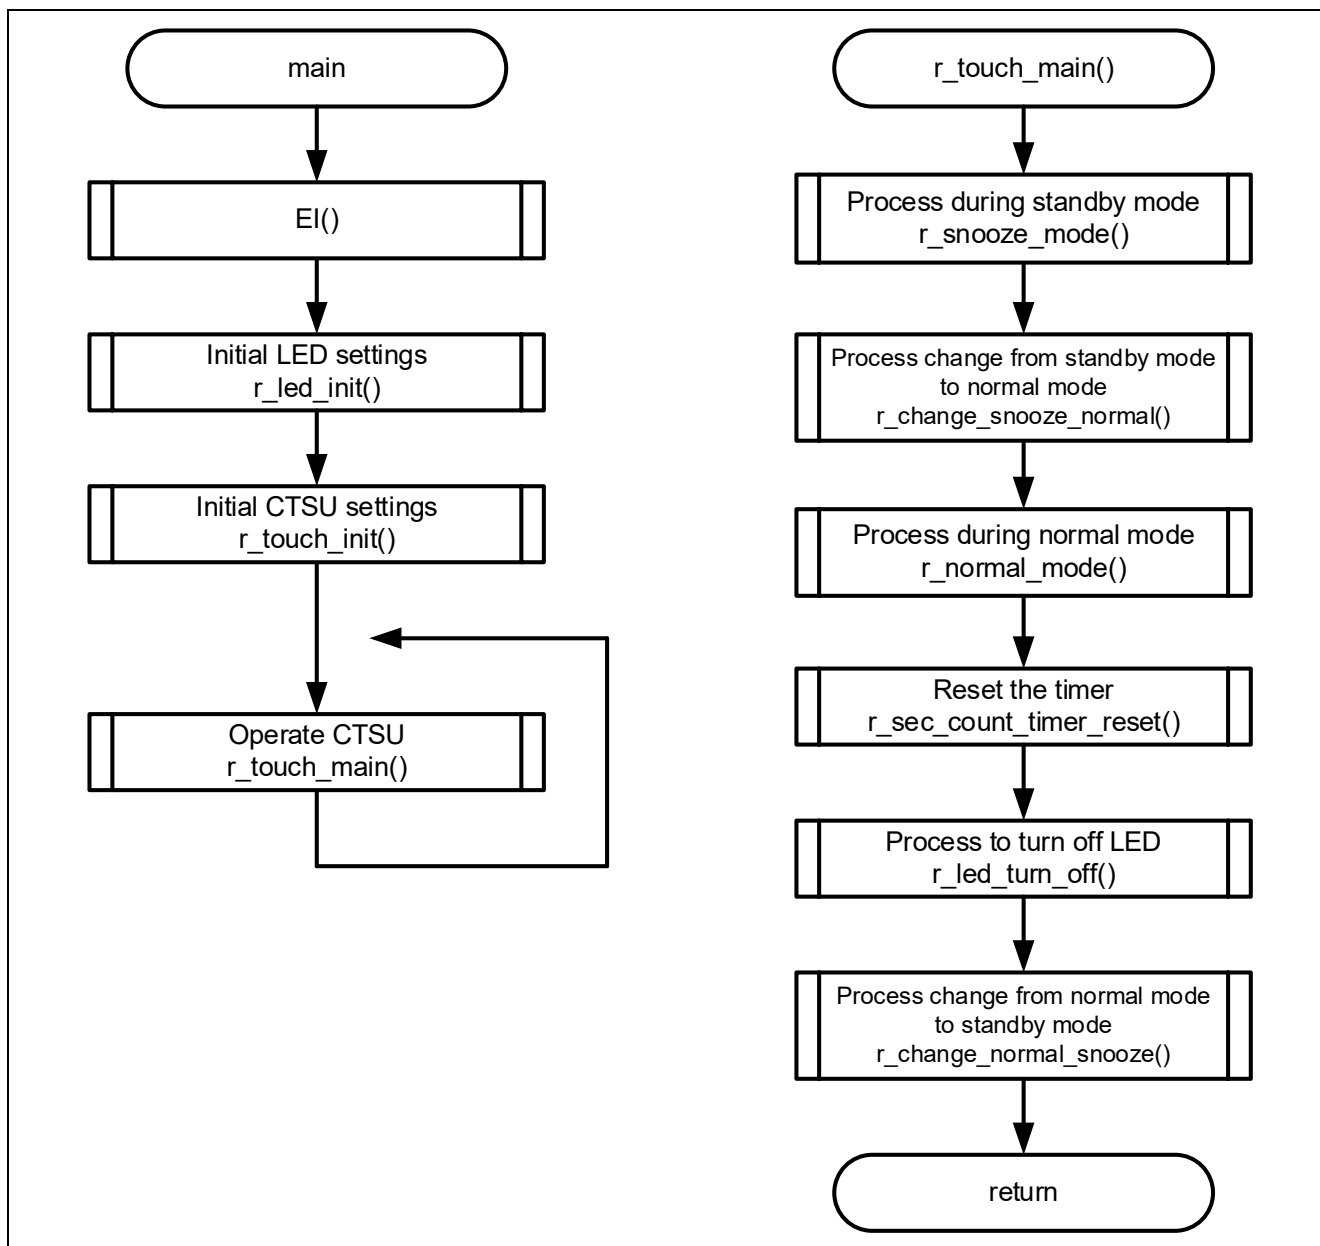 main
EI()
Initial LED settings
r_led_init()
Initial CTSU settings
r_touch_init()
Operate CTSU
r_touch_main()
r_touch_main()
Process during standby mode
r_snooze_mode()
Process change from standby mode
to normal mode
r_change_snooze_normal()
Process during normal mode
r_normal_mode()
Reset the timer
r_sec_count_timer_reset()
Process to turn off LED
r_led_turn_off()
Process change from normal mode
to standby mode
r_change_normal_snooze()
return